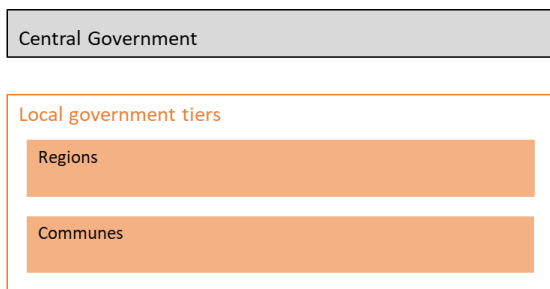 Central Government
Local government tiers
Regions
Communes